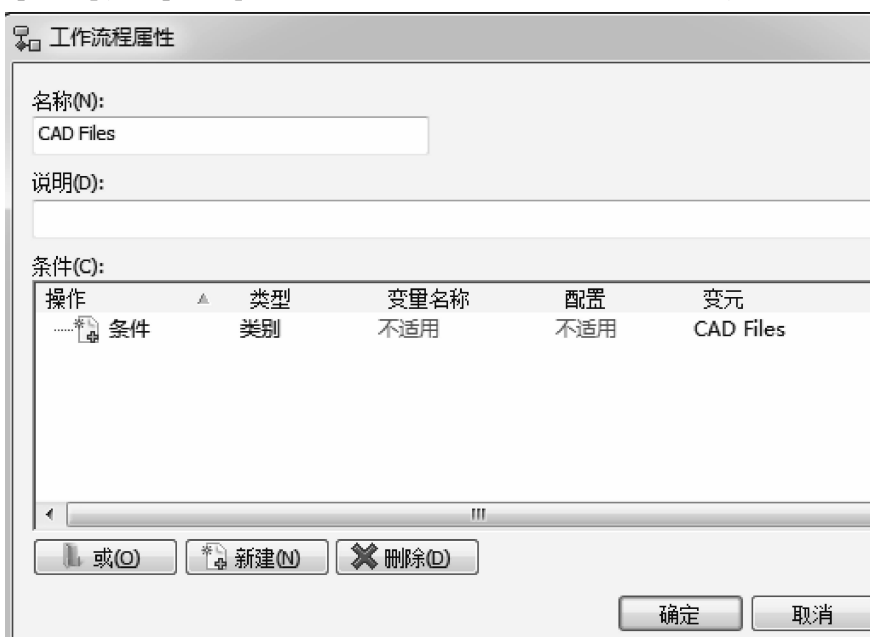 工作流程属性
名称(N):
CAD Files
说明(D):
条件(C):
操作 类型 变量名称 配置 变元
条件 类别 不适用 不适用 CAD Files
或(O) 新建(N) 删除(D)
确定 取消